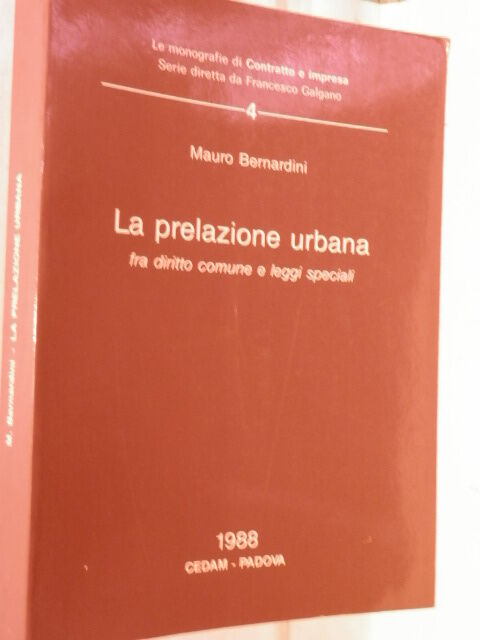 Le monografie di Contratto e impresa
Serie diretta da Francesco Galgano
4
Mauro Bernardini
La prelazione urbana
fra diritto comune e leggi speciali
1988
CEDAM - PADOVA
M. Bernardini - LA PRELAZIONE URBANA